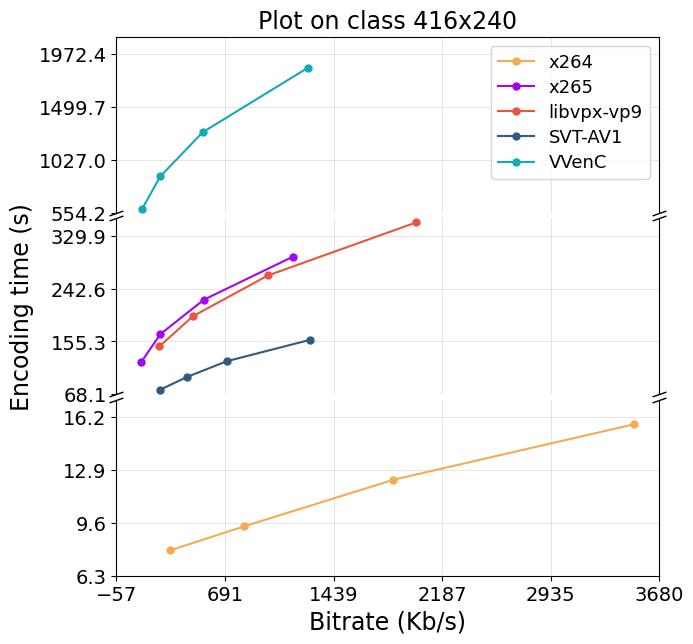 Plot on class 416x240
x264
x265
libvpx-vp9
SVT-AV1
VVenC
Encoding time (s)
1972.4
1499.7
1027.0
554.2
329.9
242.6
155.3
68.1
16.2
12.9
9.6
6.3
−57 691 1439 2187 2935 3680
Bitrate (Kb/s)